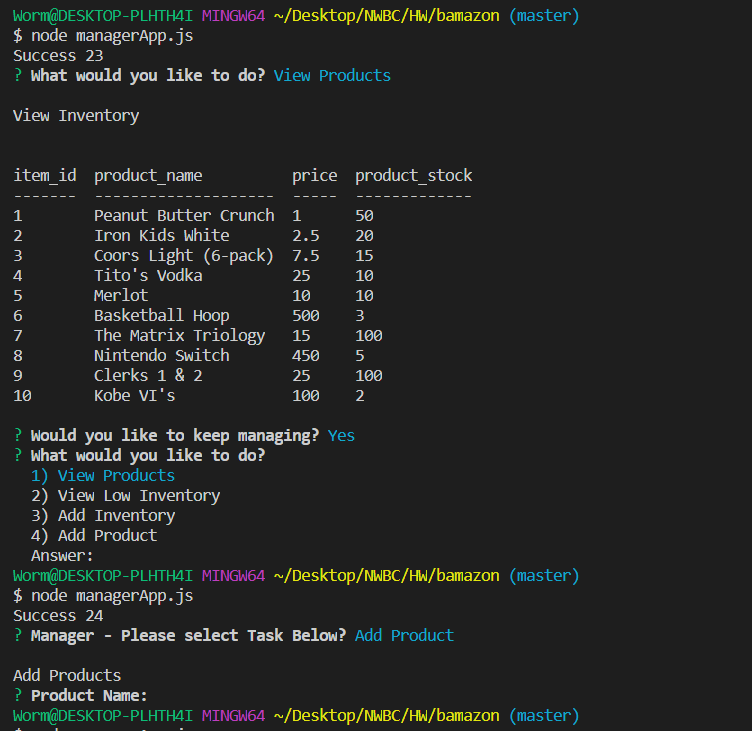 Worm@DESKTOP-PLHTH4I MINGW64 ~/Desktop/NWBC/HW/bamazon (master)
$ node managerApp.js
Success 23
? What would you like to do? View Products
View Inventory
item_id  product_name          price  product_stock
-------  --------------------  -----  -------------
1        Peanut Butter Crunch  1      50
2        Iron Kids White       2.5    20
3        Coors Light (6-pack)  7.5    15
4        Tito's Vodka          25     10
5        Merlot                10     10
6        Basketball Hoop       500    3
7        The Matrix Triology   15     100
8        Nintendo Switch       450    5
9        Clerks 1 & 2          25     100
10       Kobe VI's             100    2
? Would you like to keep managing? Yes
? What would you like to do?
1) View Products
2) View Low Inventory
3) Add Inventory
4) Add Product
Answer:
Worm@DESKTOP-PLHTH4I MINGW64 ~/Desktop/NWBC/HW/bamazon (master)
$ node managerApp.js
Success 24
? Manager - Please select Task Below? Add Product
Add Products
? Product Name:
Worm@DESKTOP-PLHTH4I MINGW64 ~/Desktop/NWBC/HW/bamazon (master)